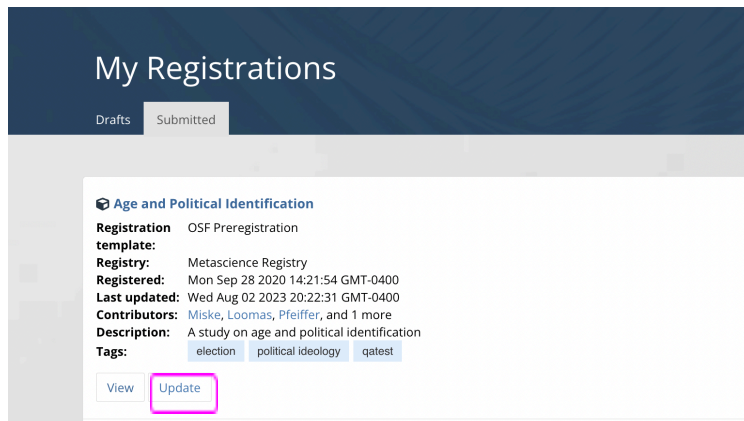 My Registrations
Drafts Submitted
Age and Political Identification
Registration template: OSF Preregistration
Registry: Metascience Registry
Registered: Mon Sep 28 2020 14:21:54 GMT-0400
Last updated: Wed Aug 02 2023 20:22:31 GMT-0400
Contributors: Miske, Loomas, Pfeiffer, and 1 more
Description: A study on age and political identification
Tags: election political ideology qatest
View Update